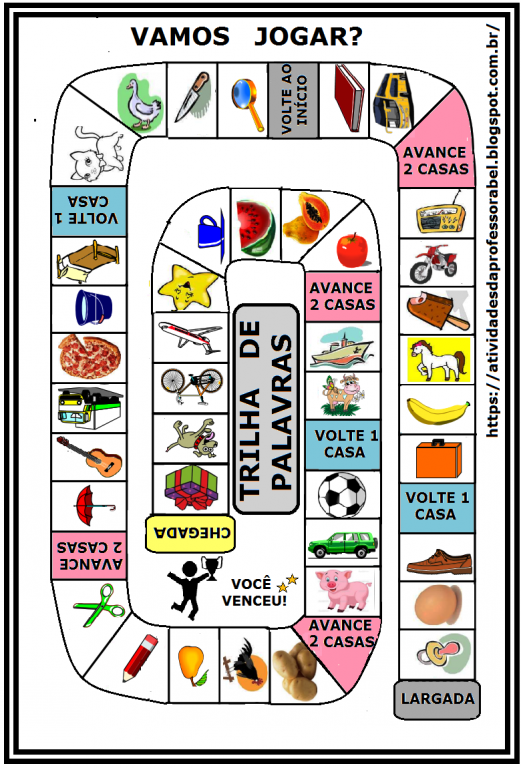 VAMOS JOGAR?
https://atividadesdaprofessorabel.blogspot.com.br/
VOLTE AO
INÍCIO
AVANCE
2 CASAS
VOLTE 1
CASA
AVANCE
2 CASAS
TRILHA DE
PALAVRAS
VOLTE 1
CASA
VOLTE 1
CASA
CHEGADA
AVANCE
2 CASAS
VOCÊ
VENCEU!
AVANCE
2 CASAS
LARGADA